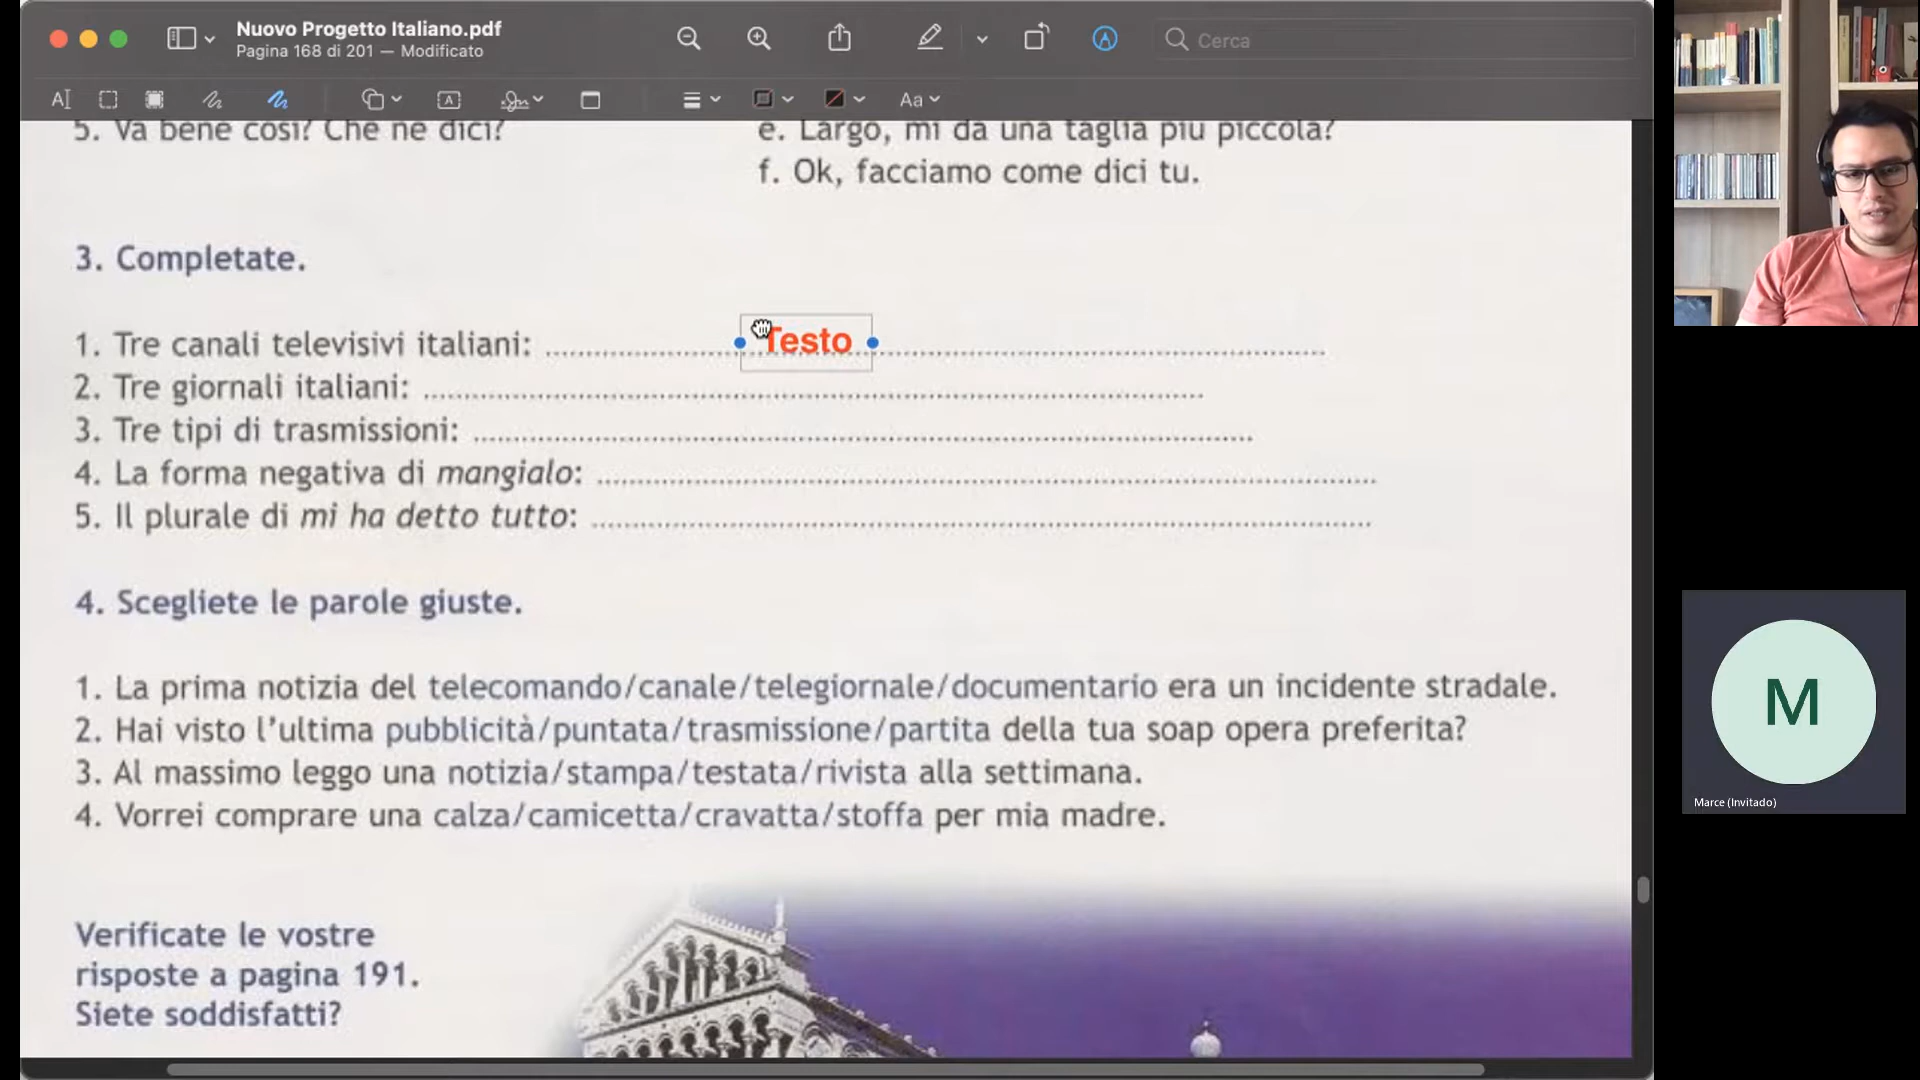 Nuovo Progetto Italiano.pdf
Pagina 168 di 201 — Modificato
Cerca
Aa
5. Va bene così? Che ne dici?
e. Largo, mi dà una taglia più piccola?
f. Ok, facciamo come dici tu.
3. Completate.
1. Tre canali televisivi italiani:
Testo
2. Tre giornali italiani:
3. Tre tipi di trasmissioni:
4. La forma negativa di mangialo:
5. Il plurale di mi ha detto tutto:
4. Scegliete le parole giuste.
1. La prima notizia del telecomando/canale/telegiornale/documentario era un incidente stradale.
2. Hai visto l'ultima pubblicità/puntata/trasmissione/partita della tua soap opera preferita?
3. Al massimo leggo una notizia/stampa/testata/rivista alla settimana.
4. Vorrei comprare una calza/camicetta/cravatta/stoffa per mia madre.
Verificate le vostre
risposte a pagina 191.
Siete soddisfatti?
M
Marce (Invitado)